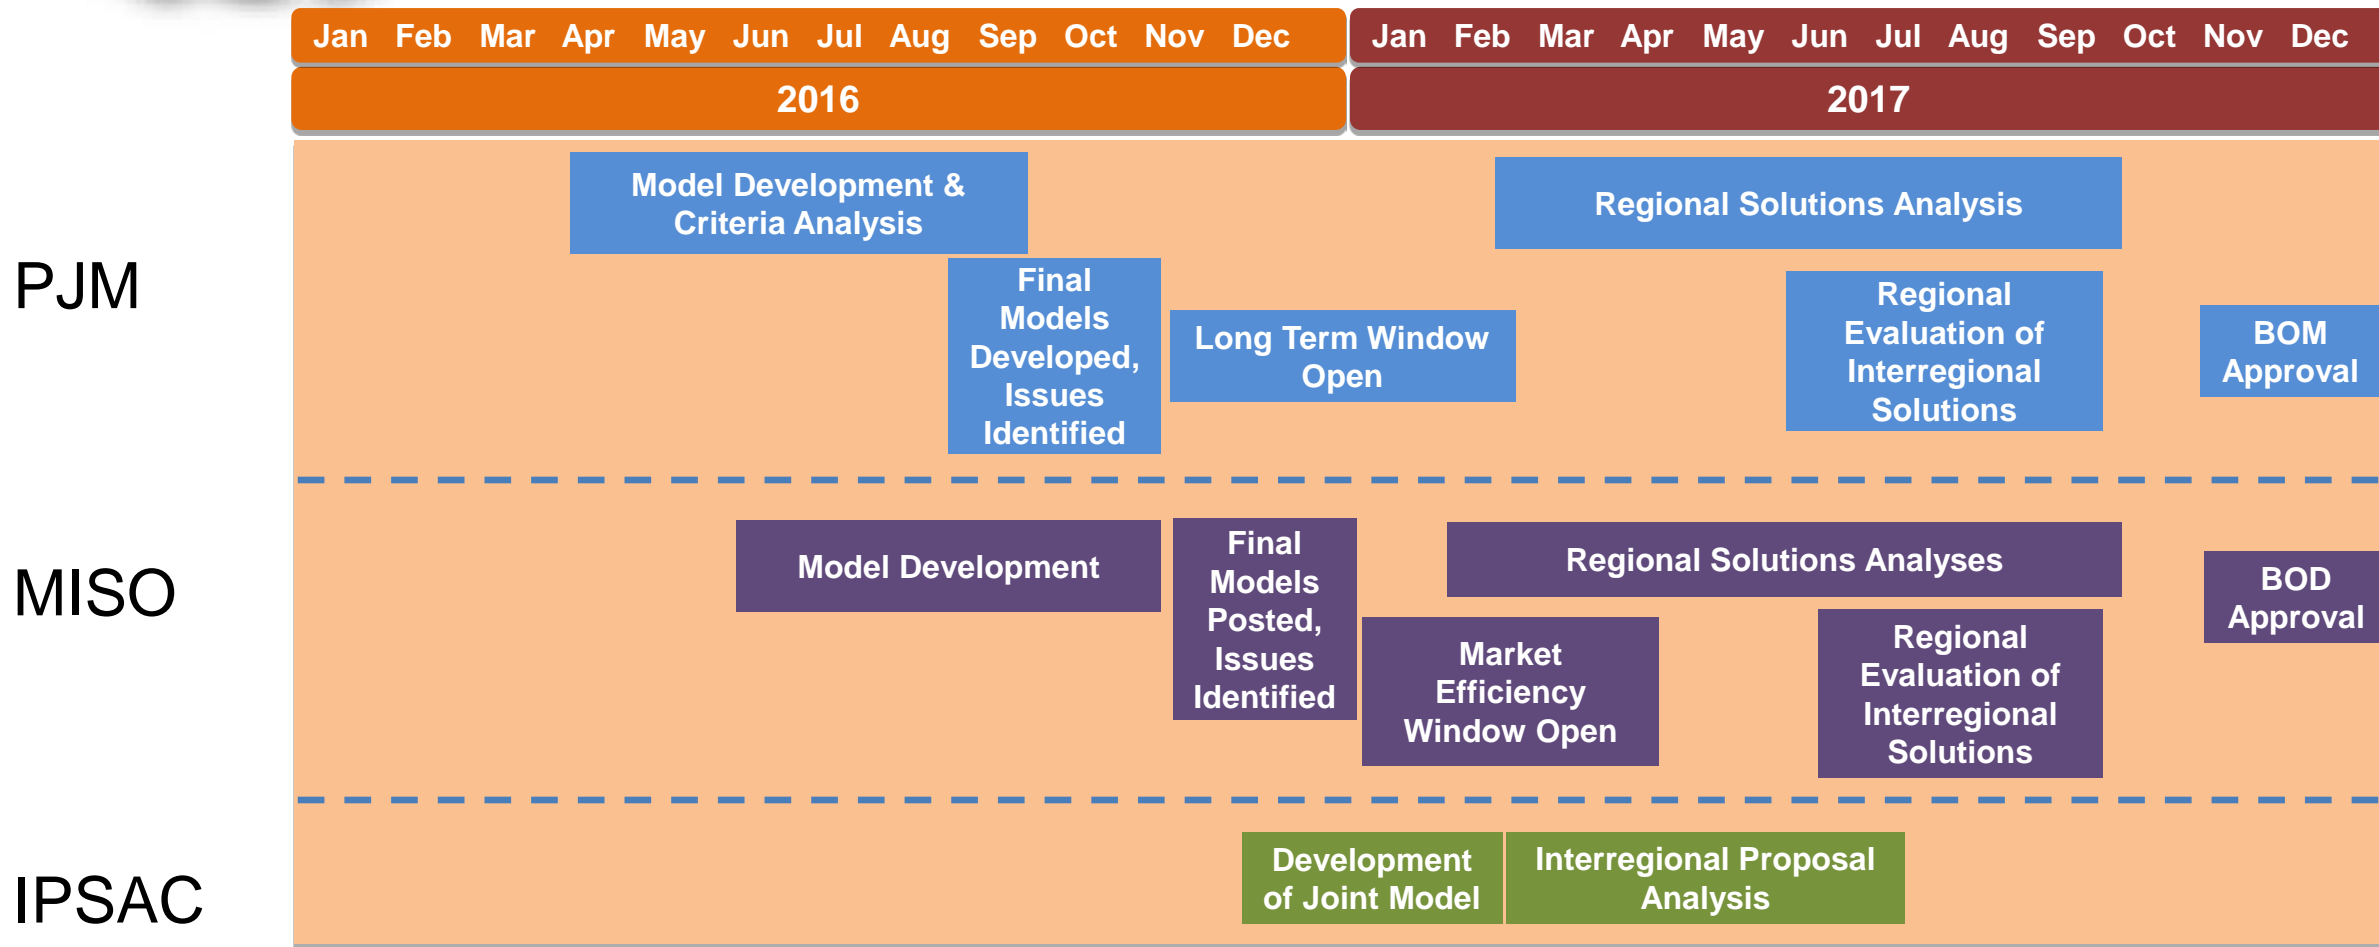 Jan Feb Mar Apr May Jun Jul Aug Sep Oct Nov Dec
Jan Feb Mar Apr May Jun Jul Aug Sep Oct Nov Dec
2016
2017
PJM
Model Development &
Criteria Analysis
Regional Solutions Analysis
Final
Models
Developed,
Issues
Identified
Long Term Window
Open
Regional
Evaluation of
Interregional
Solutions
BOM
Approval
MISO
Model Development
Final
Models
Posted,
Issues
Identified
Regional Solutions Analyses
Market
Efficiency
Window Open
Regional
Evaluation of
Interregional
Solutions
BOD
Approval
IPSAC
Development
of Joint Model
Interregional Proposal
Analysis